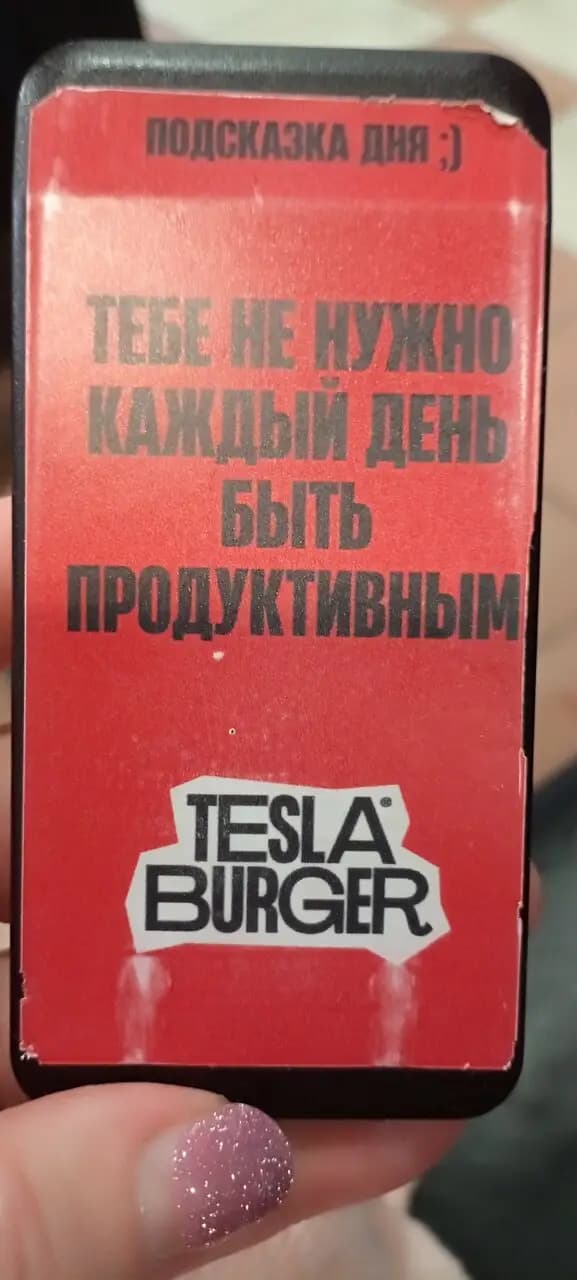 ПОДСКАЗКА ДНЯ ;)
ТЕБЕ НЕ НУЖНО
КАЖДЫЙ ДЕНЬ
БЫТЬ
ПРОДУКТИВНЫМ
TESLA®
BURGER